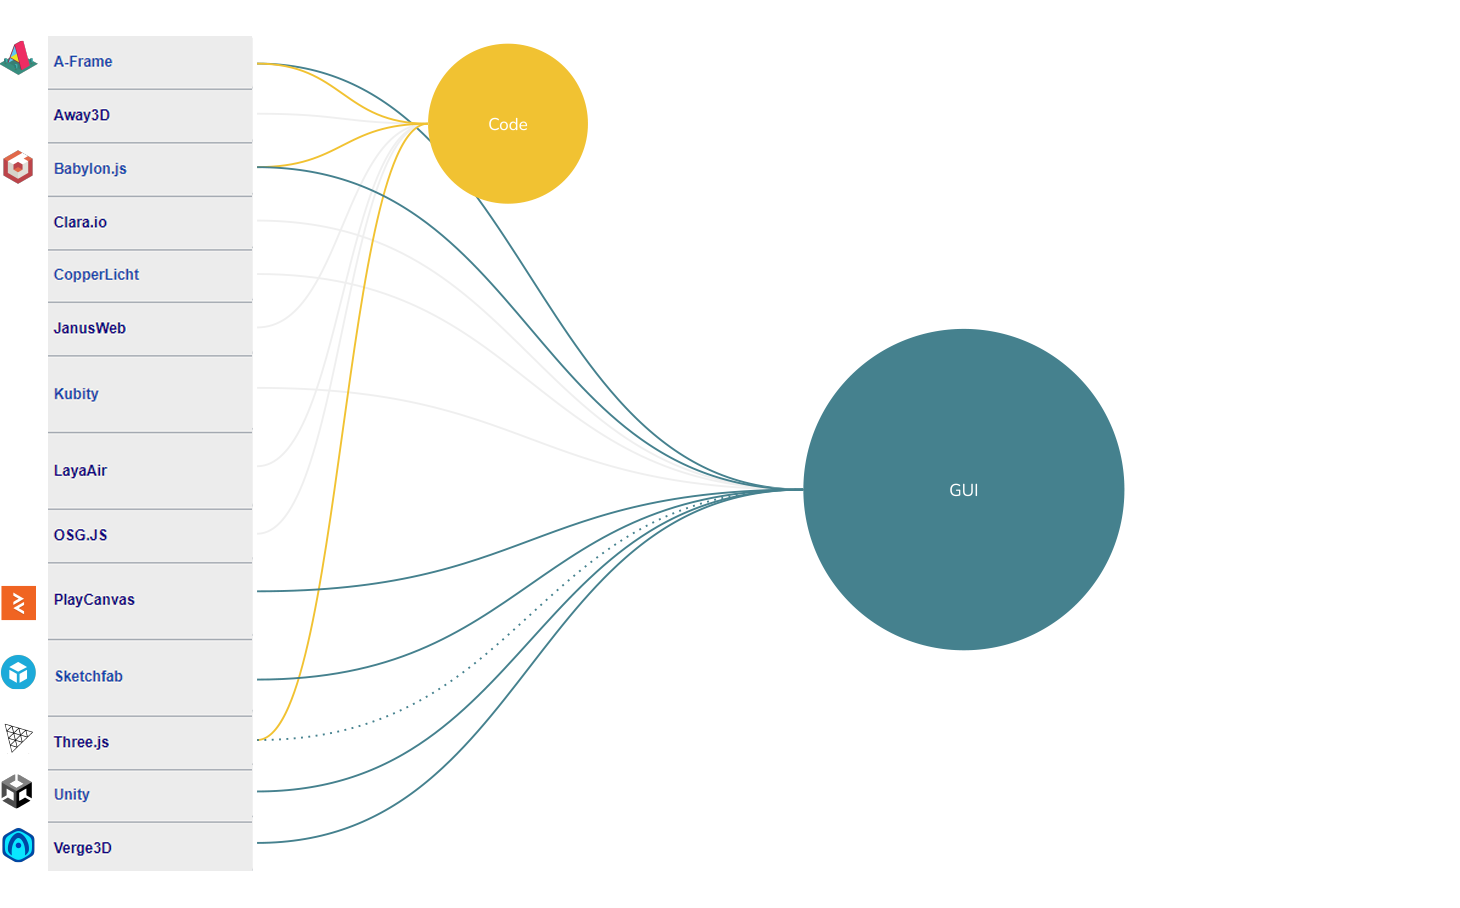 A-Frame
Code
Away3D
Babylon.js
Clara.io
CopperLicht
JanusWeb
Kubity
LayaAir
GUI
OSG.JS
PlayCanvas
Sketchfab
Three.js
Unity
Verge3D